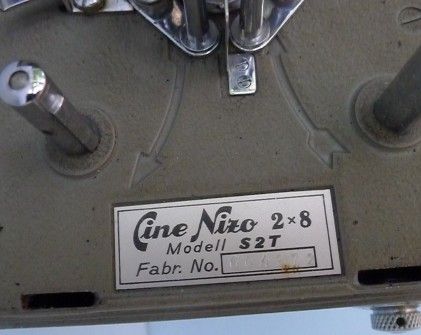 Cine Nizo 2×8
Modell S2T
Fabr. No.